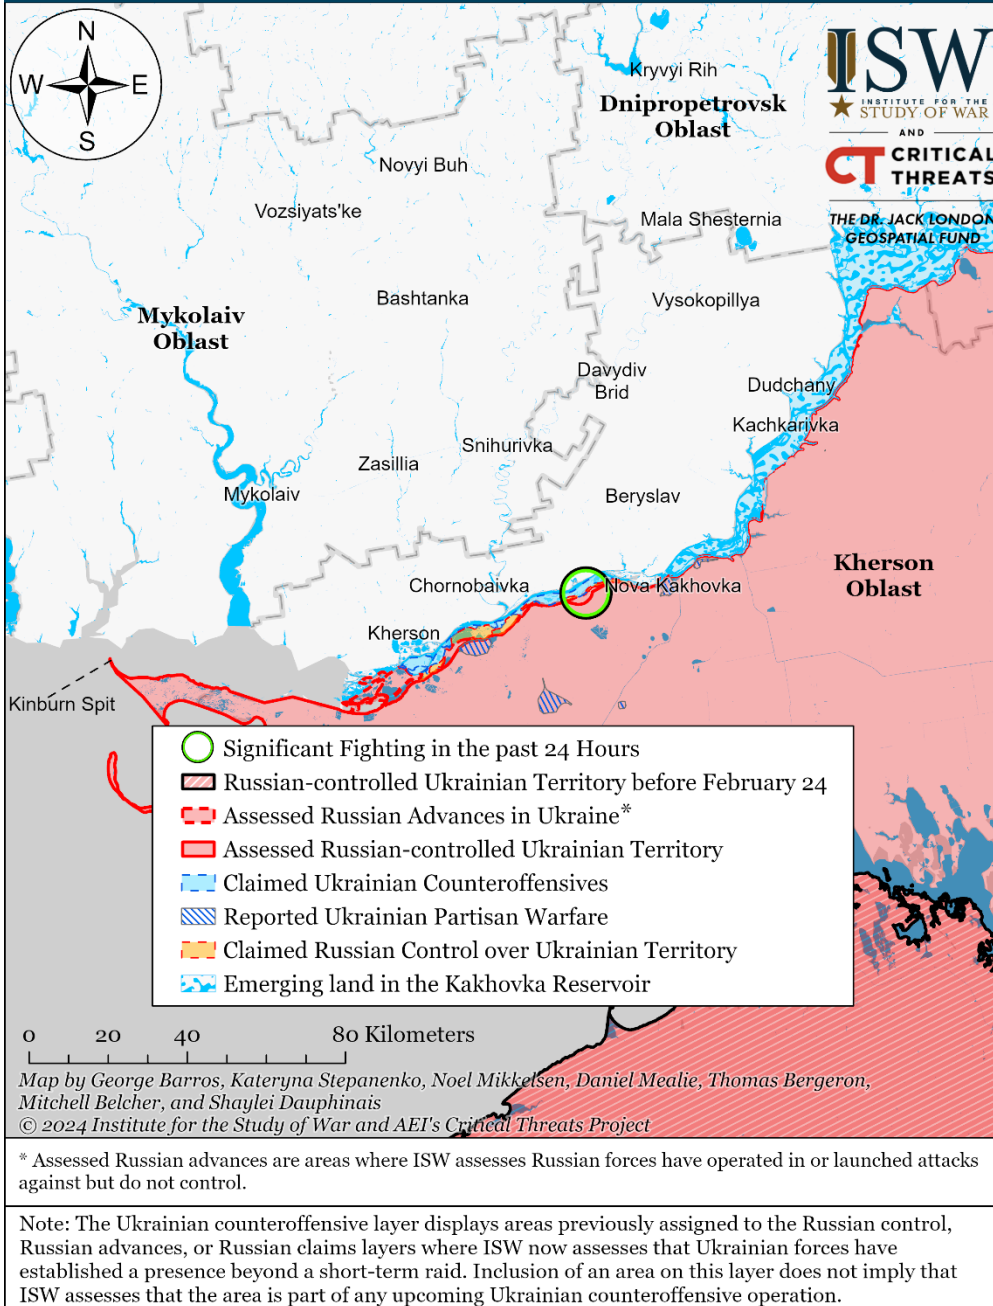 N
W
E
S
ISW
INSTITUTE FOR THE
STUDY OF WAR
AND
CT CRITICAL
THREATS
THE DR. JACK LONDON
GEOSPATIAL FUND
Kryvyi Rih
Dnipropetrovsk
Oblast
Novyi Buh
Vozsiyats'ke
Mala Shesternia
Bashtanka
Vysokopillya
Mykolaiv
Oblast
Davydiv
Brid
Dudchany
Kachkarivka
Snihurivka
Zasillia
Mykolaiv
Beryslav
Kherson
Oblast
Chornobaivka
Nova Kakhovka
Kherson
Kinburn Spit
Significant Fighting in the past 24 Hours
Russian-controlled Ukrainian Territory before February 24
Assessed Russian Advances in Ukraine*
Assessed Russian-controlled Ukrainian Territory
Claimed Ukrainian Counteroffensives
Reported Ukrainian Partisan Warfare
Claimed Russian Control over Ukrainian Territory
Emerging land in the Kakhovka Reservoir
0 20 40 80 Kilometers
Map by George Barros, Kateryna Stepanenko, Noel Mikkelsen, Daniel Mealie, Thomas Bergeron,
Mitchell Belcher, and Shaylei Dauphinais
© 2024 Institute for the Study of War and AEI's Critical Threats Project
* Assessed Russian advances are areas where ISW assesses Russian forces have operated in or launched attacks
against but do not control.
Note: The Ukrainian counteroffensive layer displays areas previously assigned to the Russian control,
Russian advances, or Russian claims layers where ISW now assesses that Ukrainian forces have
established a presence beyond a short-term raid. Inclusion of an area on this layer does not imply that
ISW assesses that the area is part of any upcoming Ukrainian counteroffensive operation.